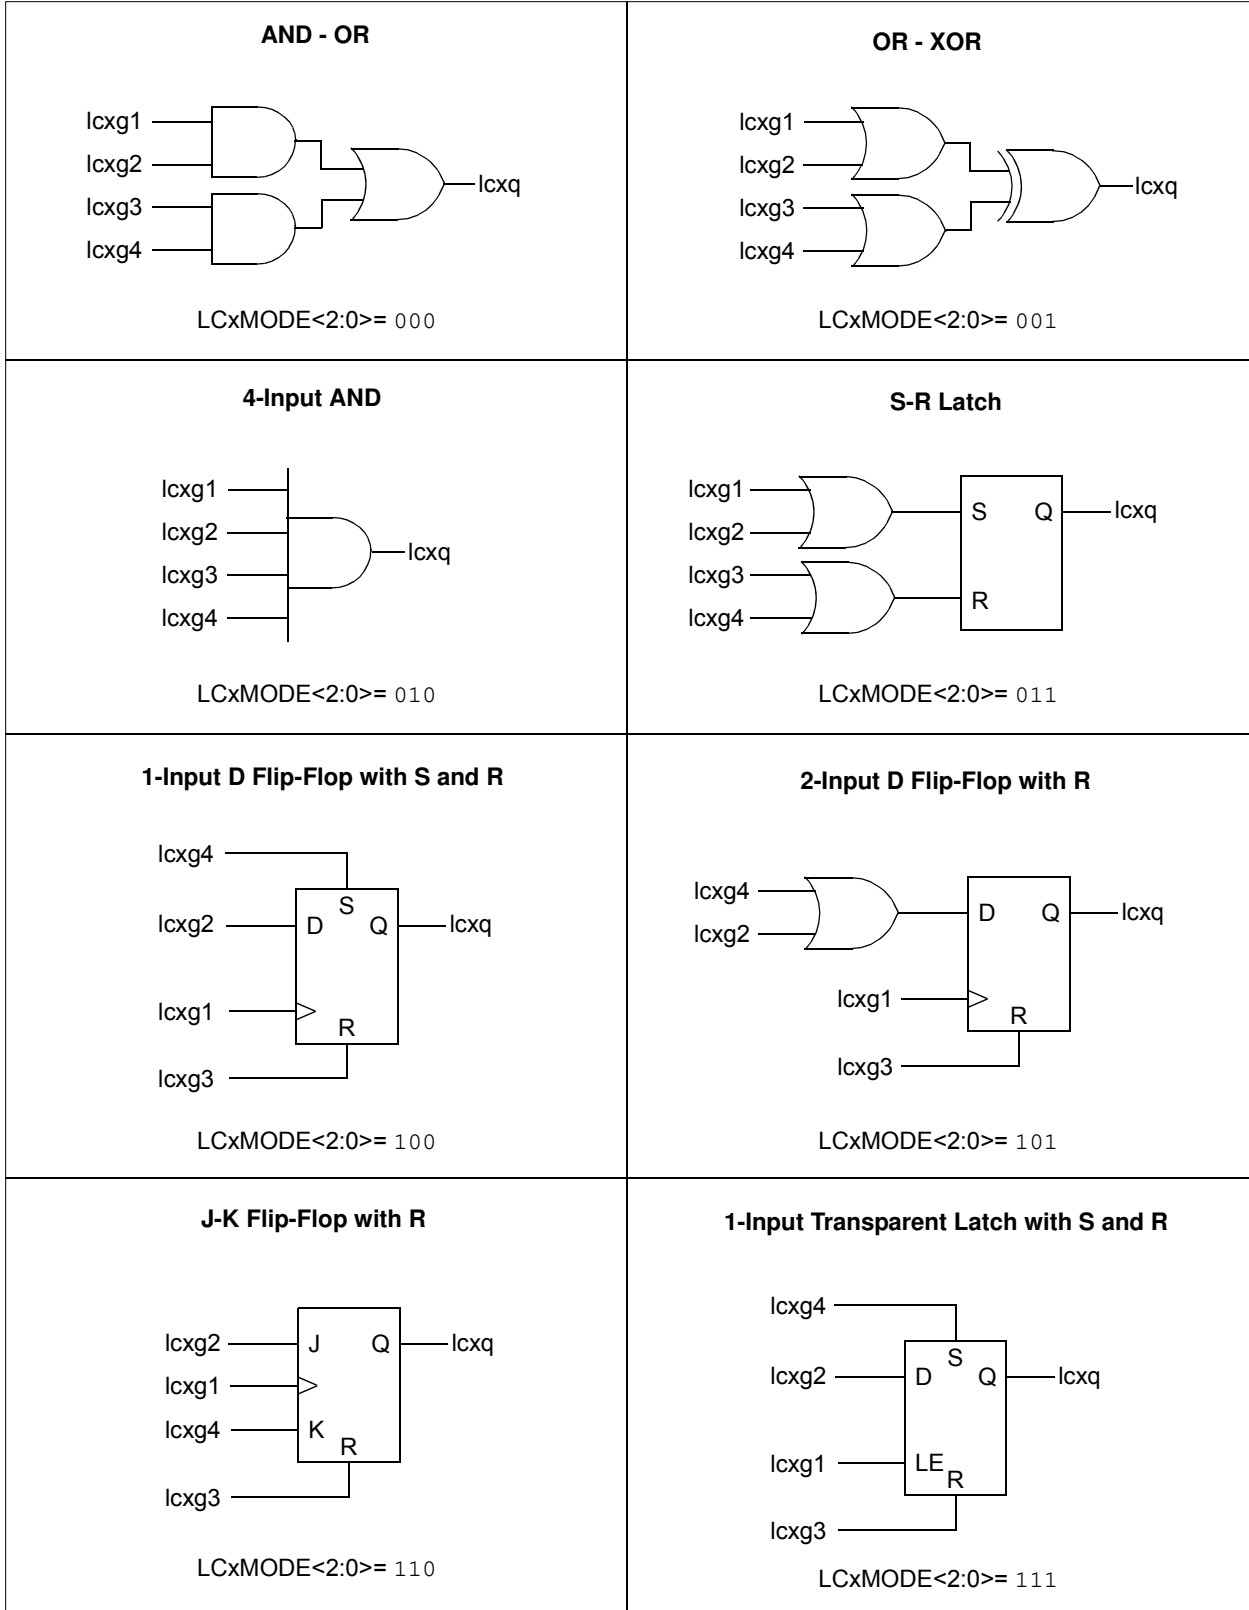 AND - OR
lcxg1
lcxg2
lcxg3
lcxg4
lcxq
LCxMODE<2:0>= 000
OR - XOR
lcxg1
lcxg2
lcxg3
lcxg4
lcxq
LCxMODE<2:0>= 001
4-Input AND
lcxg1
lcxg2
lcxg3
lcxg4
lcxq
LCxMODE<2:0>= 010
S-R Latch
lcxg1
lcxg2
lcxg3
lcxg4
S Q
R
lcxq
LCxMODE<2:0>= 011
1-Input D Flip-Flop with S and R
lcxg4
S
lcxg2
D Q
lcxq
lcxg1
R
lcxg3
LCxMODE<2:0>= 100
2-Input D Flip-Flop with R
lcxg4
lcxg2
D Q
lcxq
lcxg1
R
lcxg3
LCxMODE<2:0>= 101
J-K Flip-Flop with R
lcxg2
J Q
lcxq
lcxg1
lcxg4
K
R
lcxg3
LCxMODE<2:0>= 110
1-Input Transparent Latch with S and R
lcxg4
S
lcxg2
D Q
lcxq
lcxg1
LE
R
lcxg3
LCxMODE<2:0>= 111